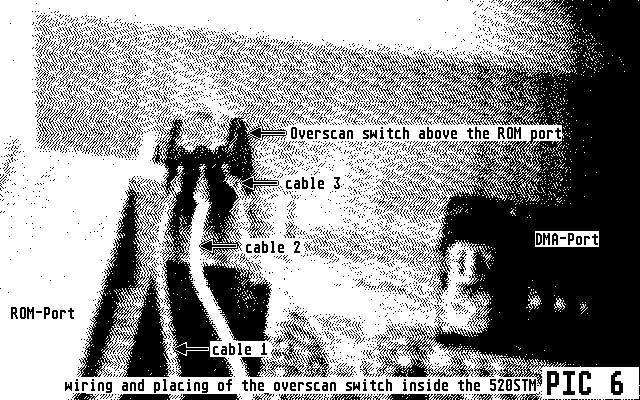 Overscan switch above the ROM port
cable 3
DMA-Port
cable 2
ROM-Port
cable 1
wiring and placing of the overscan switch inside the 520STM
PIC 6